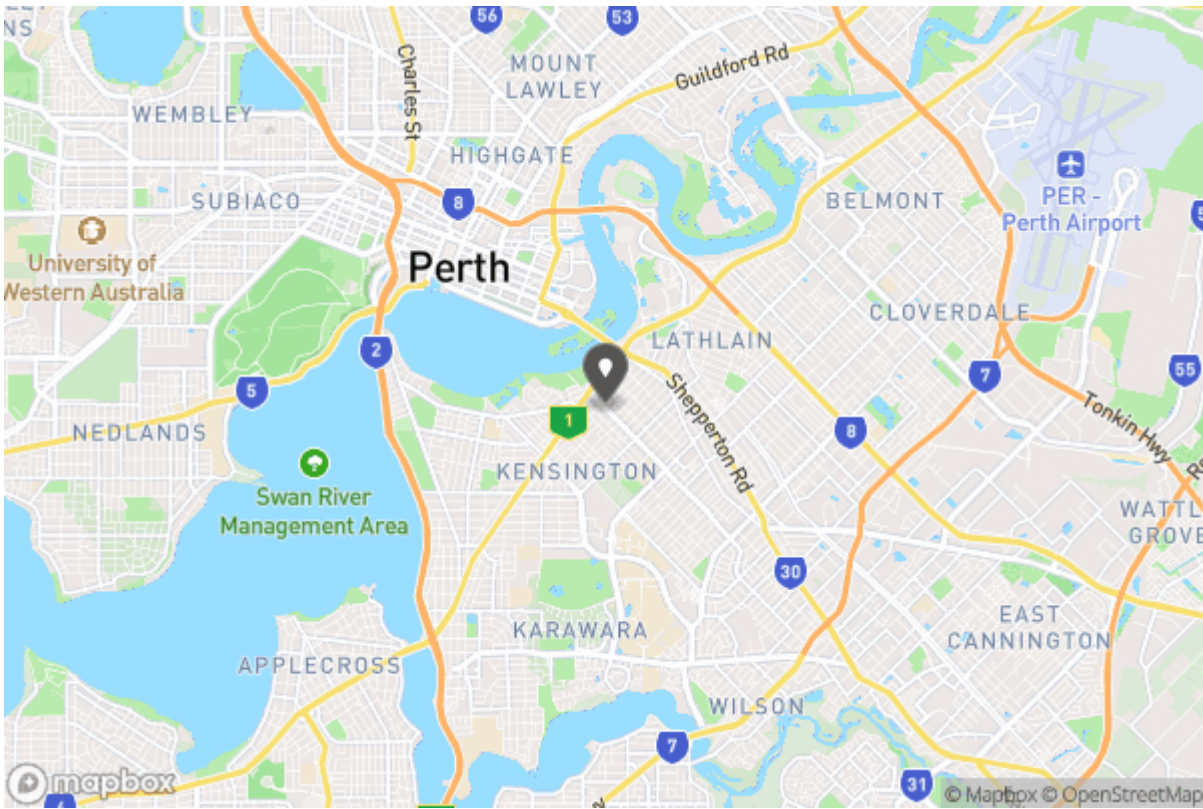 NS
56
53
Charles St
MOUNT
LAWLEY
Guildford Rd
WEMBLEY
HIGHGATE
SUBIACO
8
BELMONT
PER -
Perth Airport
University of
Western Australia
Perth
CLOVERDALE
2
LATHLAIN
5
7
55
1
Shepperton Rd
Tonkin Hwy
8
NEDLANDS
KENSINGTON
Swan River
Management Area
WATTL
GROVE
30
KARAWARA
EAST
CANNINGTON
APPLECROSS
WILSON
7
31
mapbox
© Mapbox © OpenStreetMap